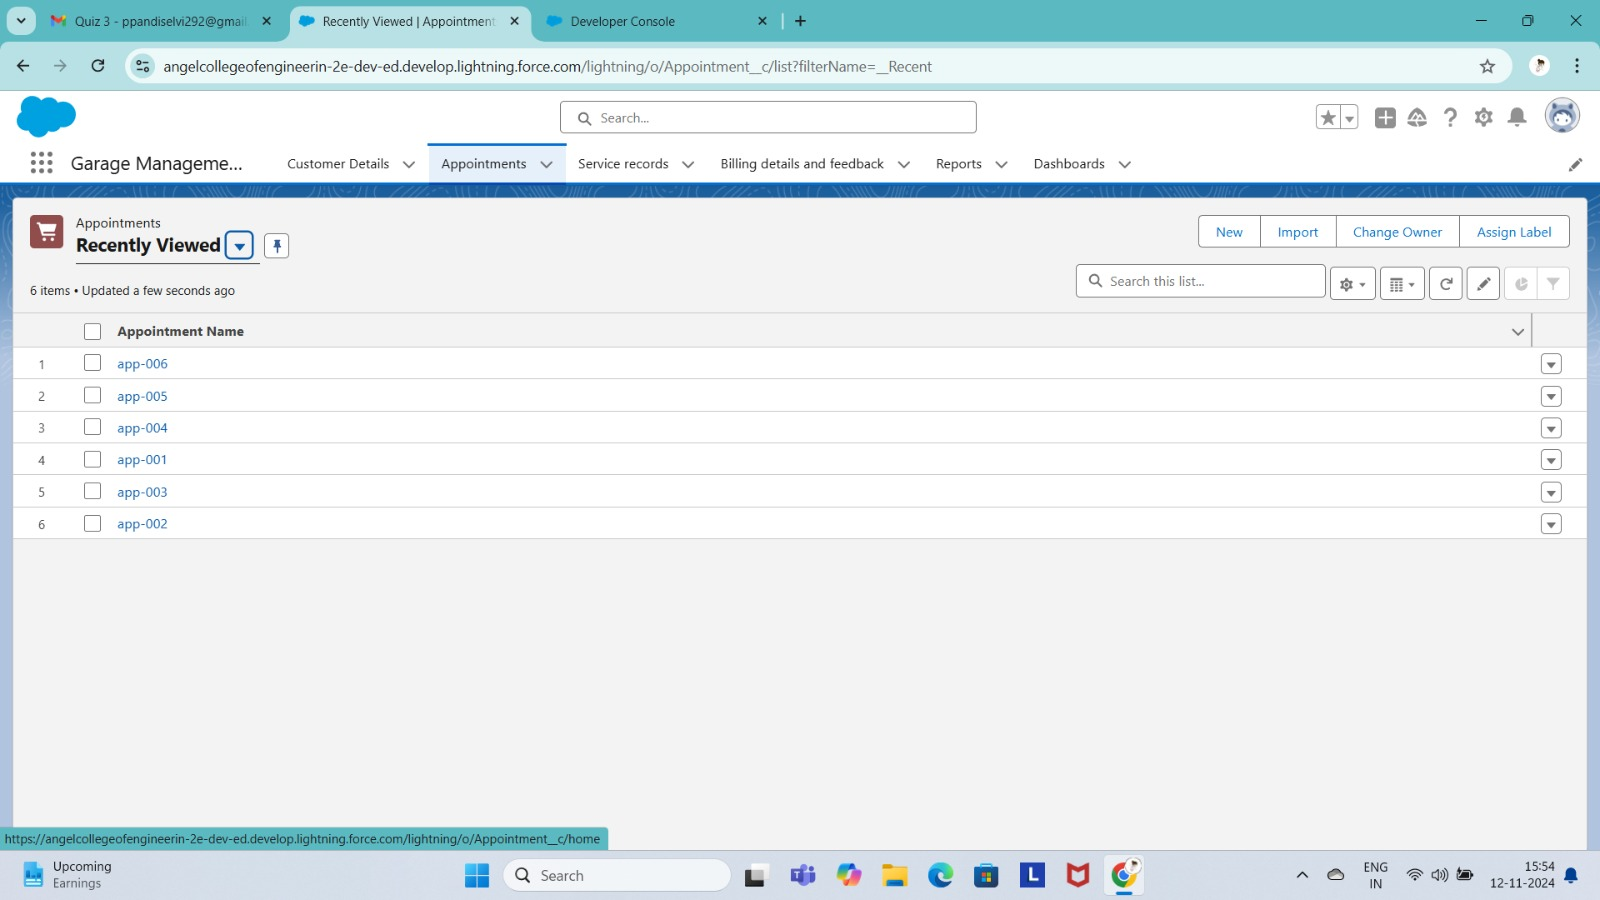 Quiz 3 - ppandiselvi292@gmail.
Recently Viewed | Appointment
Developer Console
angelcollegeofengineerin-2e-dev-ed.develop.lightning.force.com/lightning/o/Appointment__c/list?filterName=__Recent
Search...
Garage Manageme...
Customer Details
Appointments
Service records
Billing details and feedback
Reports
Dashboards
Appointments
Recently Viewed
New
Import
Change Owner
Assign Label
6 items • Updated a few seconds ago
Search this list...
Appointment Name
1 app-006
2 app-005
3 app-004
4 app-001
5 app-003
6 app-002
https://angelcollegeofengineerin-2e-dev-ed.develop.lightning.force.com/lightning/o/Appointment__c/home
Upcoming
Earnings
Search
L
ENG
IN
15:54
12-11-2024